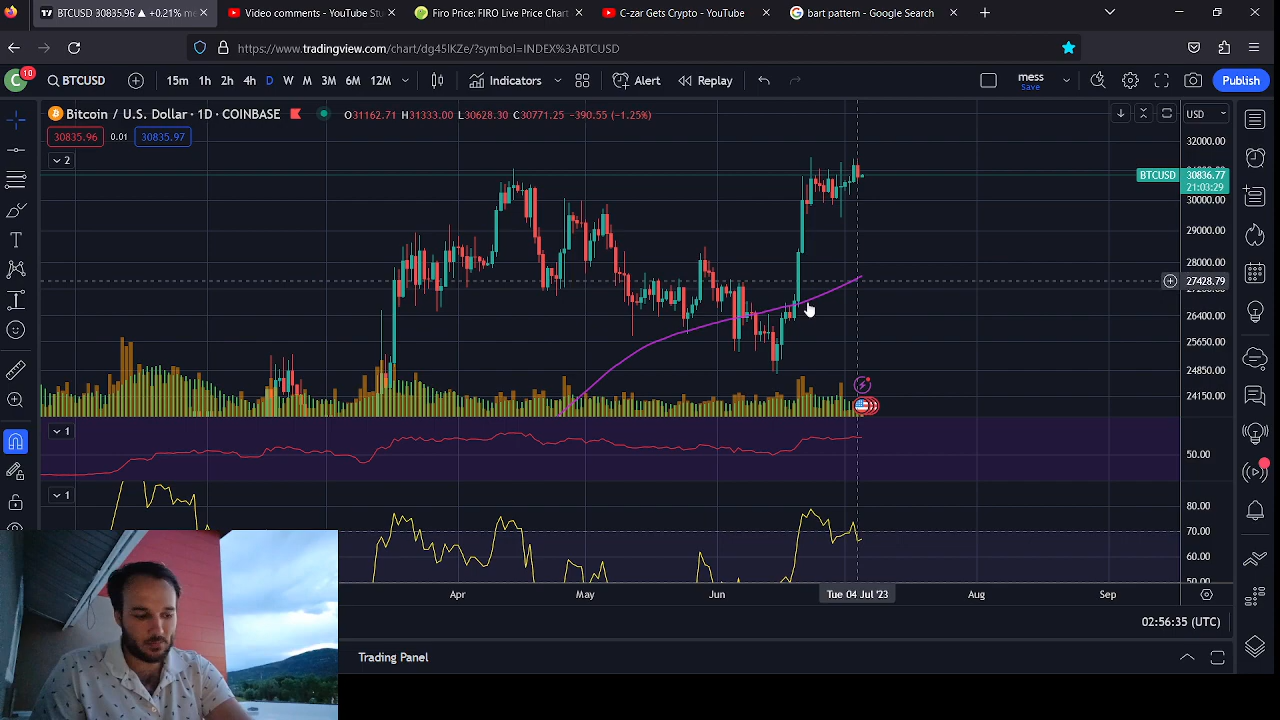 BTCUSD 30835.96 ▲ +0.21% me
Video comments - YouTube Stu
Firo Price: FIRO Live Price Chart
C-zar Gets Crypto - YouTube
bart pattern - Google Search
https://www.tradingview.com/chart/dg45lKZe/?symbol=INDEX%3ABTCUSD
C 10 BTCUSD 15m 1h 2h 4h D W M 3M 6M 12M Indicators Alert Replay mess Save Publish
Bitcoin / U.S. Dollar · 1D · COINBASE O31162.71 H31333.00 L30628.30 C30771.25 -390.55 (-1.25%) USD
30835.96 0.01 30835.97
2
32000.00
BTCUSD 30836.77
21:03:29
30000.00
29000.00
28000.00
27428.79
26400.00
25650.00
24850.00
24150.00
1
50.00
1
80.00
70.00
60.00
50.00
Apr May Jun Tue 04 Jul '23 Aug Sep
02:56:35 (UTC)
Trading Panel